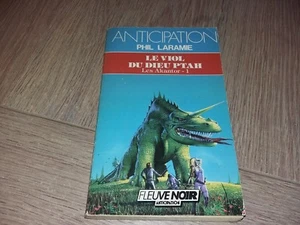 ANTICIPATION
PHIL LARAMIE
LE VIOL
DU DIEU PTAH
Les Akantor - 1
FLEUVE NOIR